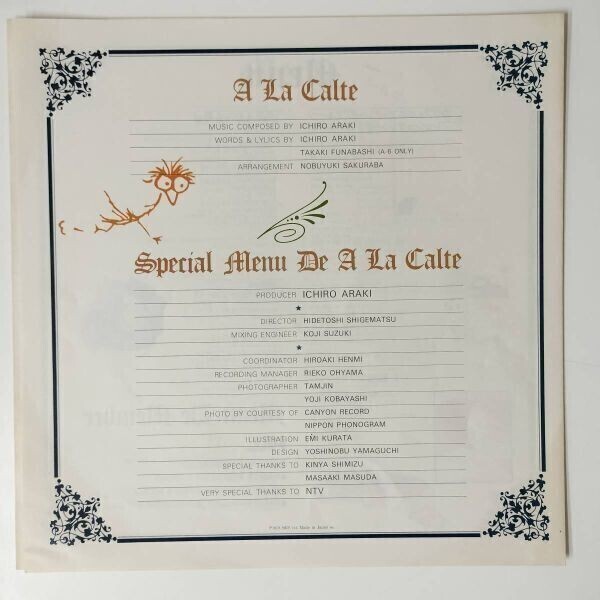 A La Calte
MUSIC COMPOSED BY ICHIRO ARAKI
WORDS & LYRICS BY ICHIRO ARAKI
TAKAKI FUNABASHI (A-6 ONLY)
ARRANGEMENT NOBUYUKI SAKURABA
Special Menu De A La Calte
PRODUCER ICHIRO ARAKI
★
DIRECTOR HIDETOSHI SHIGEMATSU
MIXING ENGINEER KOJI SUZUKI
★
COORDINATOR HIROAKI HENMI
RECORDING MANAGER RIEKO OHYAMA
PHOTOGRAPHER TAMJIN
YOJI KOBAYASHI
PHOTO BY COURTESY OF CANYON RECORD
NIPPON PHONOGRAM
ILLUSTRATION EMI KURATA
DESIGN YOSHINOBU YAMAGUCHI
SPECIAL THANKS TO KINYA SHIMIZU
MASAAKI MASUDA
VERY SPECIAL THANKS TO NTV
Made in Japan